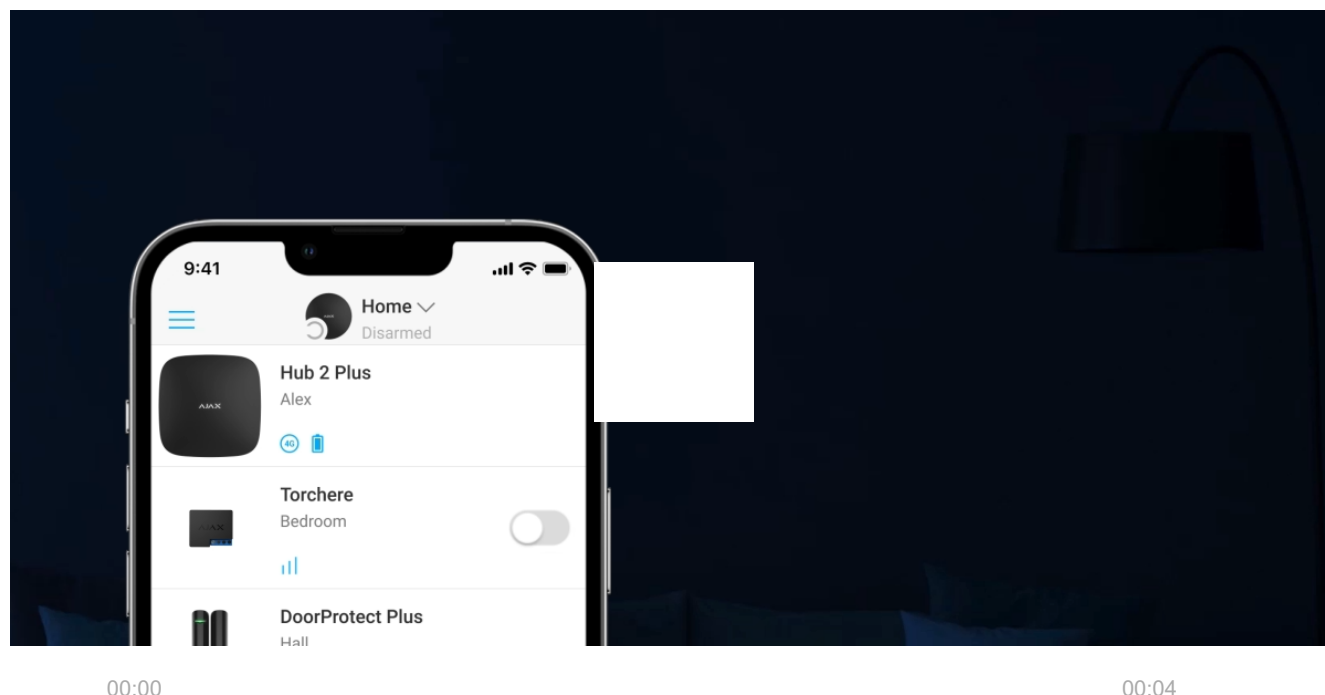 9:41
Home
Disarmed
AJAX
Hub 2 Plus
Alex
4G
Torchere
Bedroom
AJAX
DoorProtect Plus
Hall
00:00
00:04